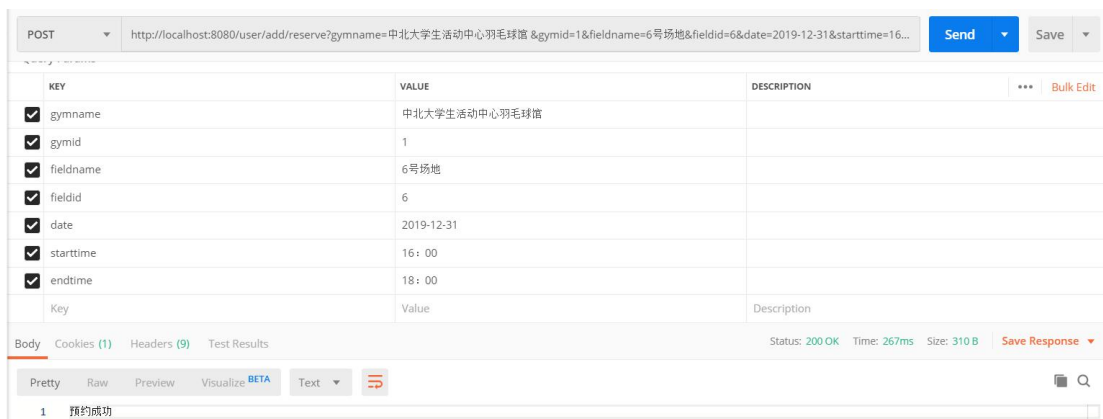 POST http://localhost:8080/user/add/reserve?gymname=中北大学生活动中心羽毛球馆 &gymid=1&fieldname=6号场地&fieldid=6&date=2019-12-31&starttime=16... Send Save
KEY VALUE DESCRIPTION ••• Bulk Edit
gymname 中北大学生活动中心羽毛球馆
gymid 1
fieldname 6号场地
fieldid 6
date 2019-12-31
starttime 16：00
endtime 18：00
Key Value Description
Body Cookies (1) Headers (9) Test Results Status: 200 OK Time: 267ms Size: 310 B Save Response
Pretty Raw Preview Visualize BETA Text
1 预约成功